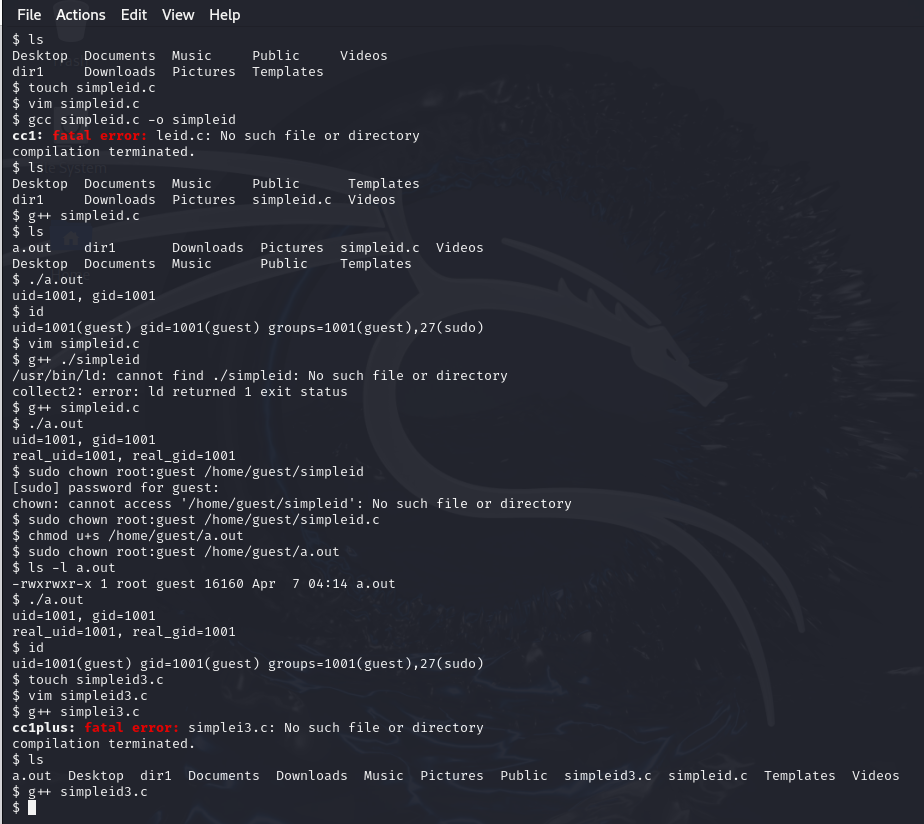 File Actions Edit View Help
$ ls
Desktop Documents Music Public Videos
dir1 Downloads Pictures Templates
$ touch simpleid.c
$ vim simpleid.c
$ gcc simpleid.c -o simpleid
cc1: fatal error: leid.c: No such file or directory
compilation terminated.
$ ls
Desktop Documents Music Public Templates
dir1 Downloads Pictures simpleid.c Videos
$ g++ simpleid.c
$ ls
a.out dir1 Downloads Pictures simpleid.c Videos
Desktop Documents Music Public Templates
$ ./a.out
uid=1001, gid=1001
$ id
uid=1001(guest) gid=1001(guest) groups=1001(guest),27(sudo)
$ vim simpleid.c
$ g++ ./simpleid
/usr/bin/ld: cannot find ./simpleid: No such file or directory
collect2: error: ld returned 1 exit status
$ g++ simpleid.c
$ ./a.out
uid=1001, gid=1001
real_uid=1001, real_gid=1001
$ sudo chown root:guest /home/guest/simpleid
[sudo] password for guest:
chown: cannot access '/home/guest/simpleid': No such file or directory
$ sudo chown root:guest /home/guest/simpleid.c
$ chmod u+s /home/guest/a.out
$ sudo chown root:guest /home/guest/a.out
$ ls -l a.out
-rwxrwxr-x 1 root guest 16160 Apr 7 04:14 a.out
$ ./a.out
uid=1001, gid=1001
real_uid=1001, real_gid=1001
$ id
uid=1001(guest) gid=1001(guest) groups=1001(guest),27(sudo)
$ touch simpleid3.c
$ vim simpleid3.c
$ g++ simplei3.c
cc1plus: fatal error: simplei3.c: No such file or directory
compilation terminated.
$ ls
a.out Desktop dir1 Documents Downloads Music Pictures Public simpleid3.c simpleid.c Templates Videos
$ g++ simpleid3.c
$